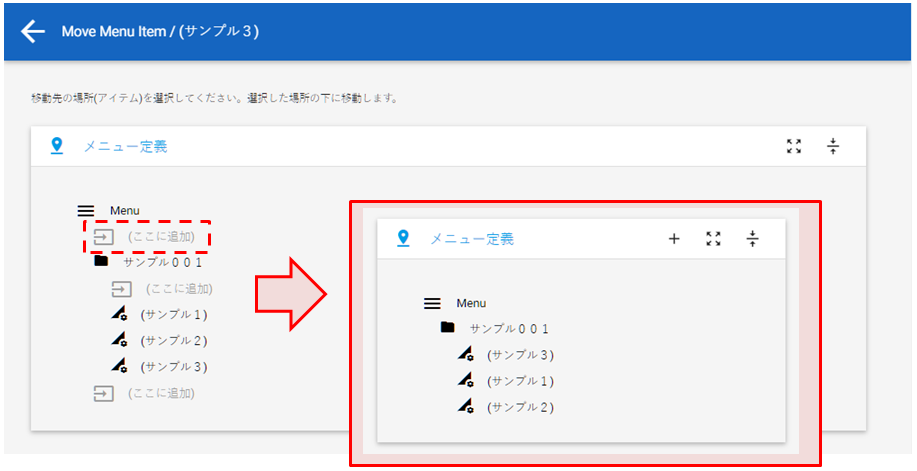 Move Menu Item / (サンプル３)
移動先の場所(アイテム)を選択してください。選択した場所の下に移動します。
メニュー定義
Menu
(ここに追加)
サンプル００１
(ここに追加)
(サンプル１)
(サンプル２)
(サンプル３)
(ここに追加)
メニュー定義
Menu
サンプル００１
(サンプル３)
(サンプル１)
(サンプル２)